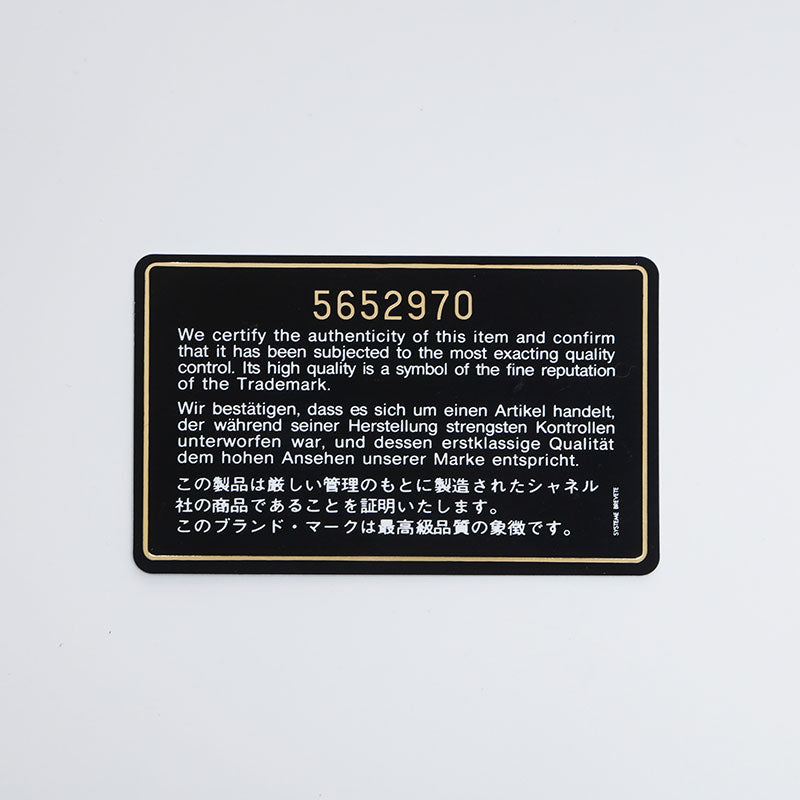 5652970
We certify the authenticity of this item and confirm
that it has been subjected to the most exacting quality
control. Its high quality is a symbol of the fine reputation
of the Trademark.
Wir bestätigen, dass es sich um einen Artikel handelt,
der während seiner Herstellung strengsten Kontrollen
unterworfen war, und dessen erstklassige Qualität
dem hohen Ansehen unserer Marke entspricht.
この製品は厳しい管理のもとに製造されたシャネル
社の商品であることを証明いたします。
このブランド・マークは最高級品質の象徴です。
SYSTEME BREVETE